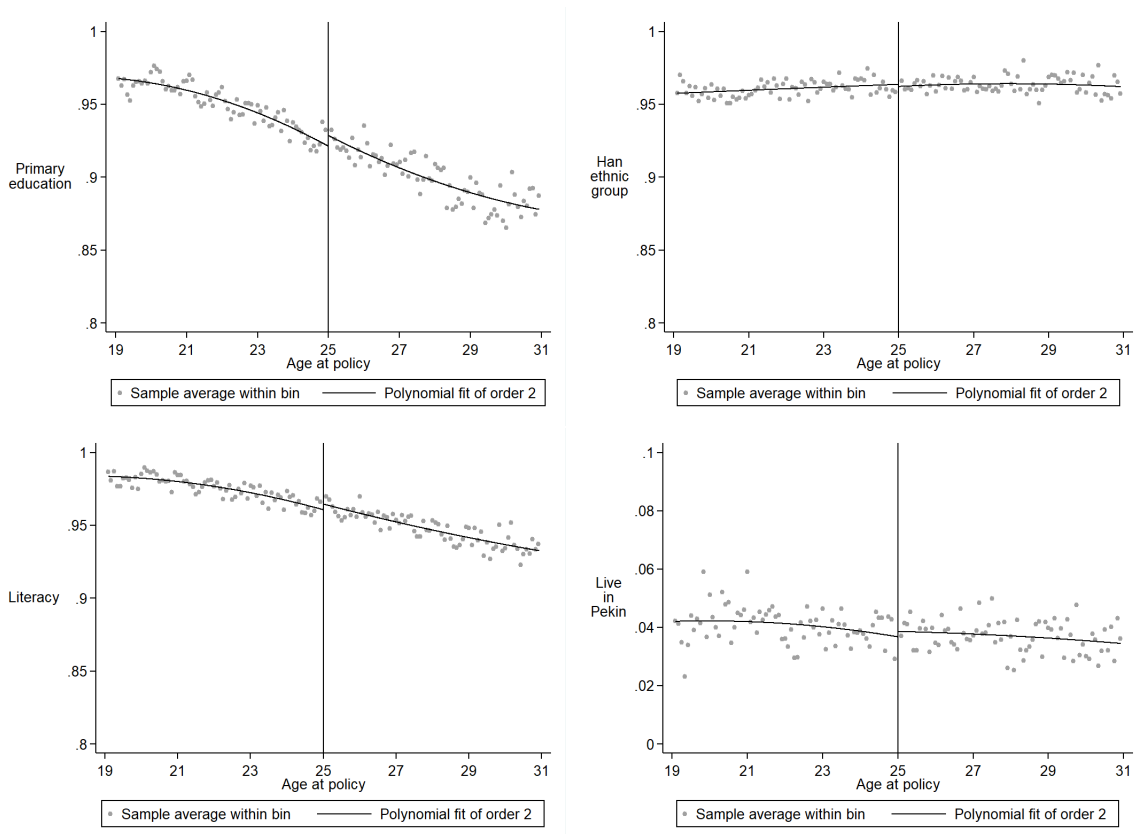 1
.95
Primary
education
.9
.85
.8
19 21 23 25 27 29 31
Age at policy
Sample average within bin Polynomial fit of order 2
1
.95
Han
ethnic
group
.9
.85
.8
19 21 23 25 27 29 31
Age at policy
Sample average within bin Polynomial fit of order 2
1
.95
Literacy .9
.85
.8
19 21 23 25 27 29 31
Age at policy
Sample average within bin Polynomial fit of order 2
.1
.08
.06
Live
in
Pekin
.04
.02
0
19 21 23 25 27 29 31
Age at policy
Sample average within bin Polynomial fit of order 2